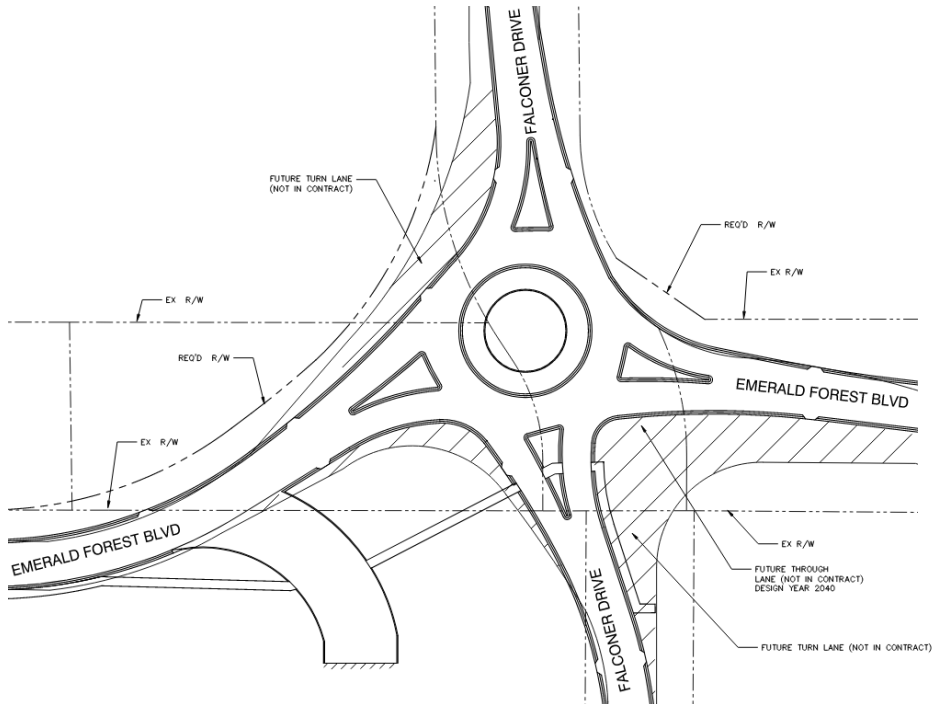 FALCONER DRIVE
FUTURE TURN LANE
(NOT IN CONTRACT)
REQ'D R/W
EX R/W
EX R/W
REQ'D R/W
EMERALD FOREST BLVD
EX R/W
EMERALD FOREST BLVD
EX R/W
FUTURE THROUGH
LANE (NOT IN CONTRACT)
DESIGN YEAR 2040
FALCONER DRIVE
FUTURE TURN LANE (NOT IN CONTRACT)